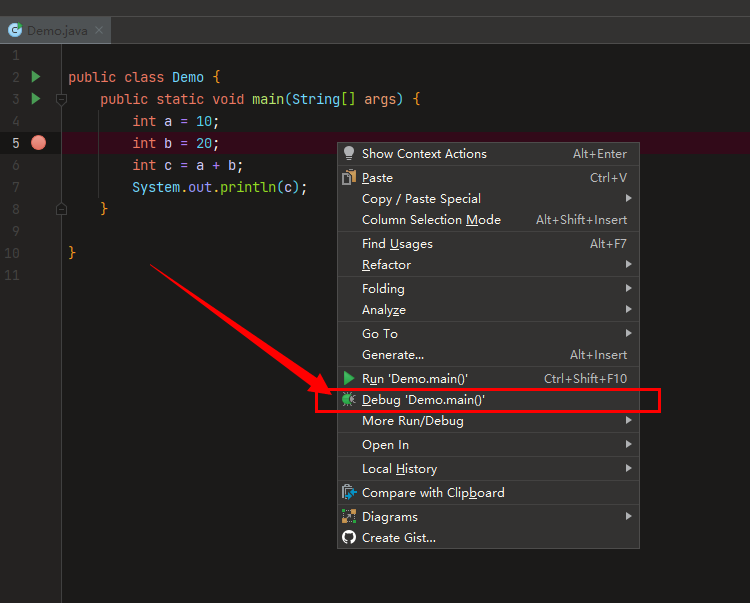 Demo.java
1
2 public class Demo {
3 public static void main(String[] args) {
4 int a = 10;
5 int b = 20;
6 int c = a + b;
7 System.out.println(c);
8 }
9
10 }
11
Show Context Actions Alt+Enter
Paste Ctrl+V
Copy / Paste Special
Column Selection Mode Alt+Shift+Insert
Find Usages Alt+F7
Refactor
Folding
Analyze
Go To
Generate... Alt+Insert
Run 'Demo.main()' Ctrl+Shift+F10
Debug 'Demo.main()'
More Run/Debug
Open In
Local History
Compare with Clipboard
Diagrams
Create Gist...